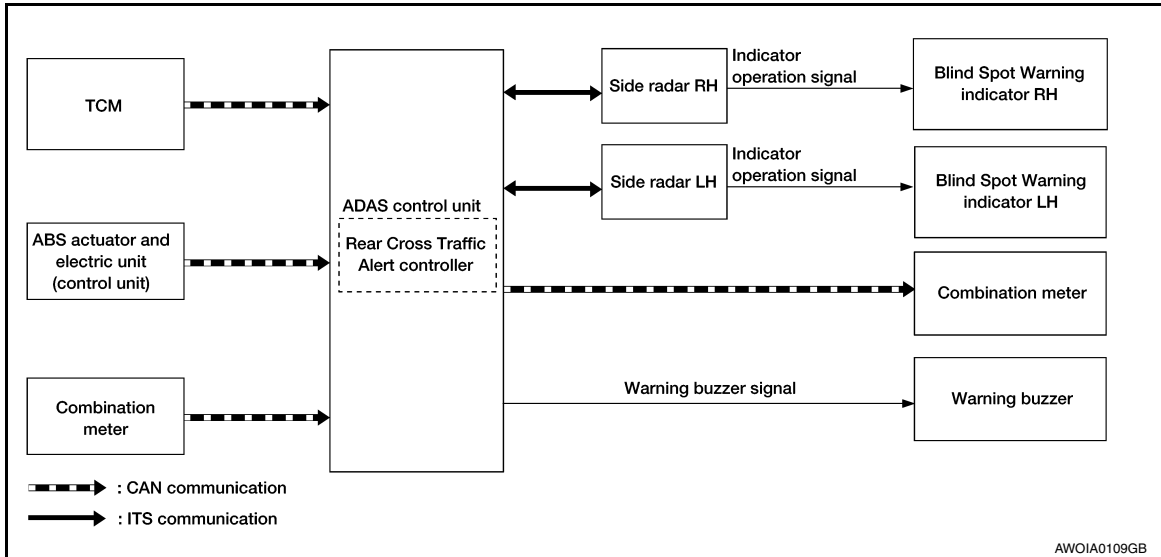 TCM
ABS actuator and
electric unit
(control unit)
Combination
meter
ADAS control unit
Rear Cross Traffic
Alert controller
Side radar RH
Indicator
operation signal
Blind Spot Warning
indicator RH
Side radar LH
Indicator
operation signal
Blind Spot Warning
indicator LH
Combination meter
Warning buzzer signal
Warning buzzer
: CAN communication
: ITS communication
AWOIA0109GB